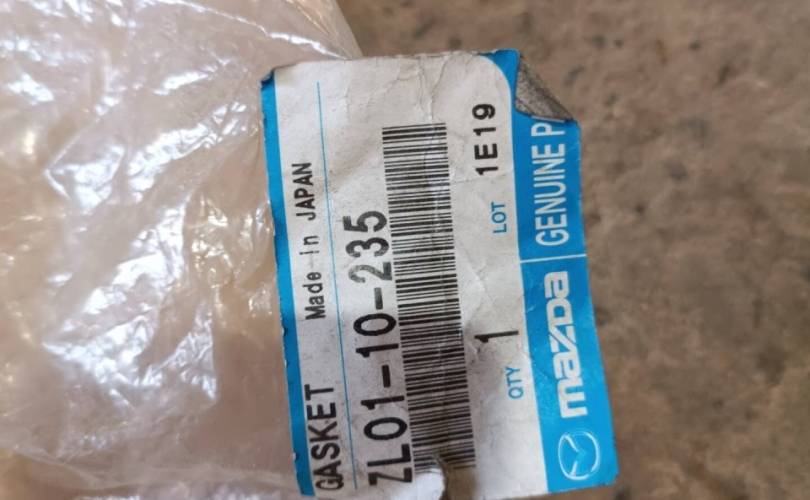 GASKET Made in JAPAN
ZL01-10-235
QTY 1 LOT 1E19
mazda GENUINE